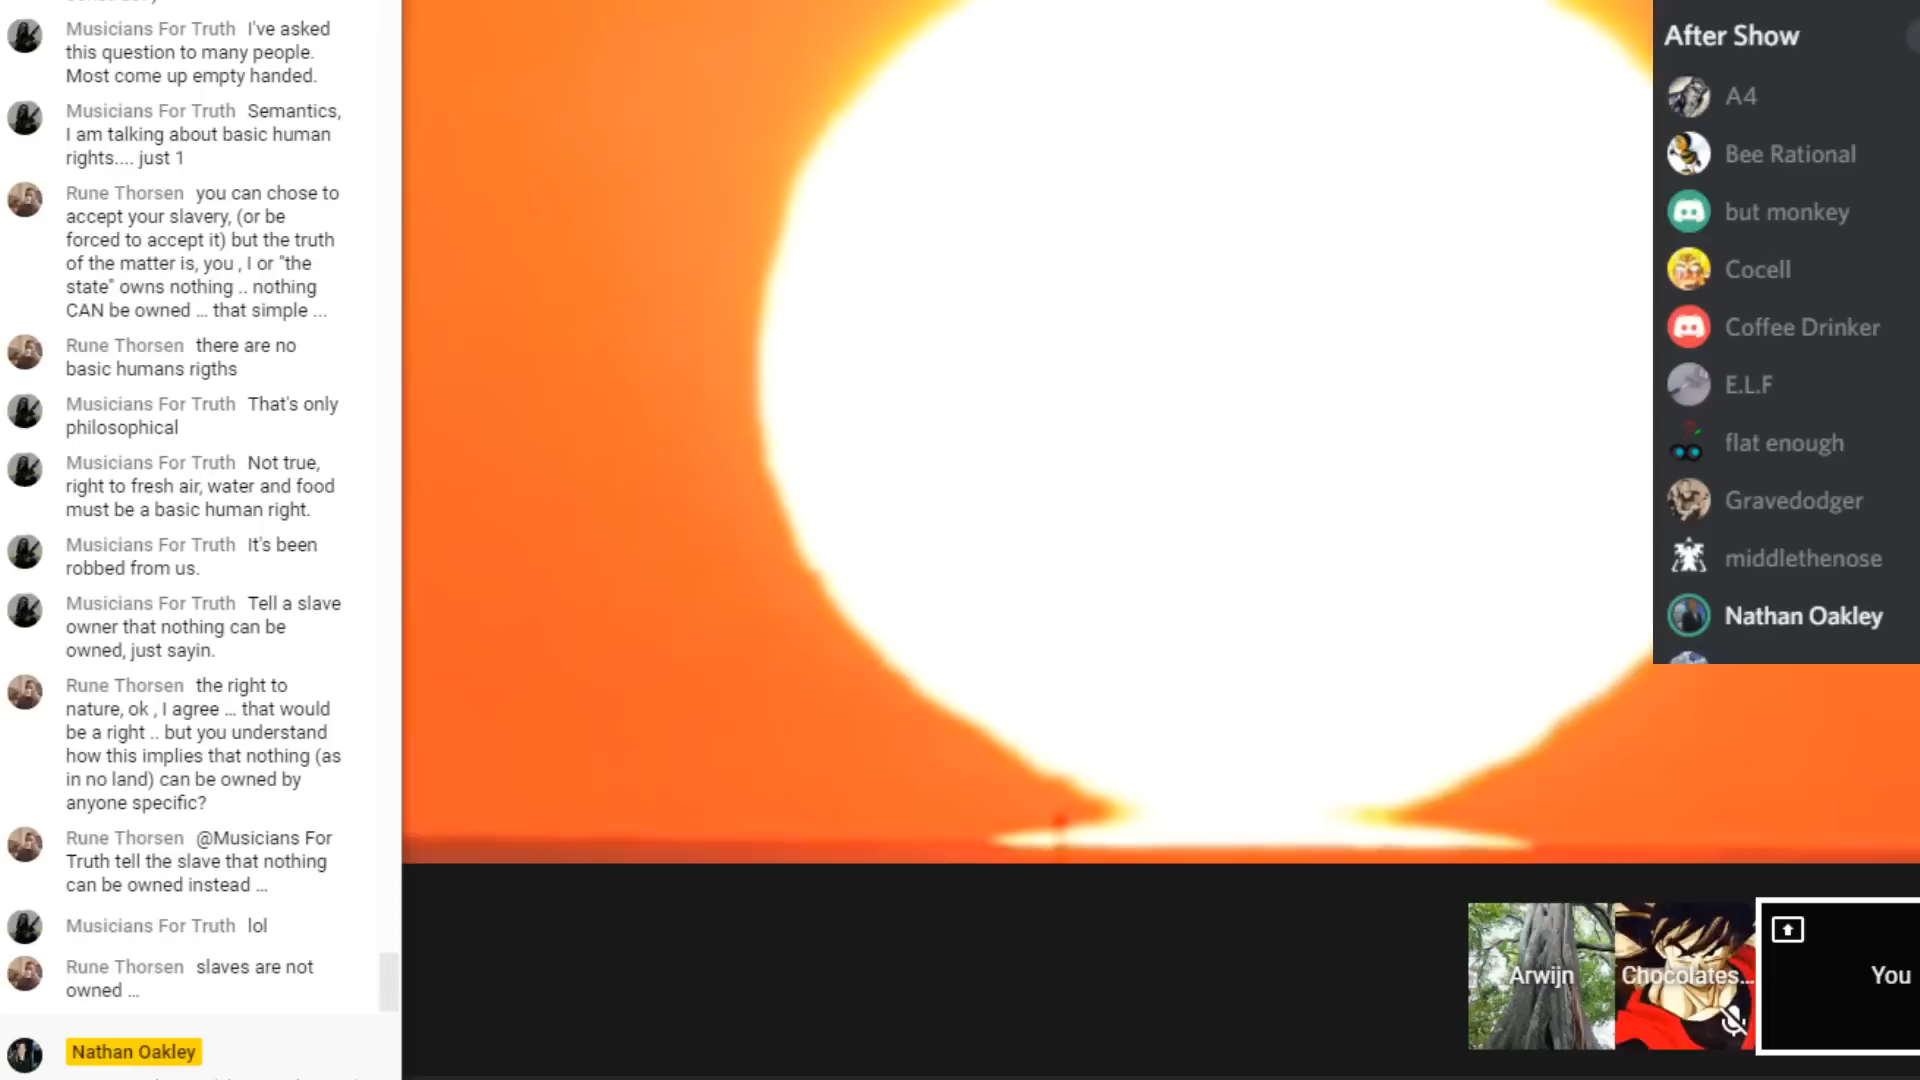 Musicians For Truth I've asked
this question to many people.
Most come up empty handed.
Musicians For Truth Semantics,
I am talking about basic human
rights.... just 1
Rune Thorsen you can chose to
accept your slavery, (or be
forced to accept it) but the truth
of the matter is, you , I or "the
state" owns nothing .. nothing
CAN be owned ... that simple ...
Rune Thorsen there are no
basic humans rigths
Musicians For Truth That's only
philosophical
Musicians For Truth Not true,
right to fresh air, water and food
must be a basic human right.
Musicians For Truth It's been
robbed from us.
Musicians For Truth Tell a slave
owner that nothing can be
owned, just sayin.
Rune Thorsen the right to
nature, ok , I agree ... that would
be a right .. but you understand
how this implies that nothing (as
in no land) can be owned by
anyone specific?
Rune Thorsen @Musicians For
Truth tell the slave that nothing
can be owned instead ...
Musicians For Truth lol
Rune Thorsen slaves are not
owned ...
Nathan Oakley
After Show
A4
Bee Rational
but monkey
Cocell
Coffee Drinker
E.L.F
flat enough
Gravedodger
middlethenose
Nathan Oakley
Arwijn
Chocolates...
You